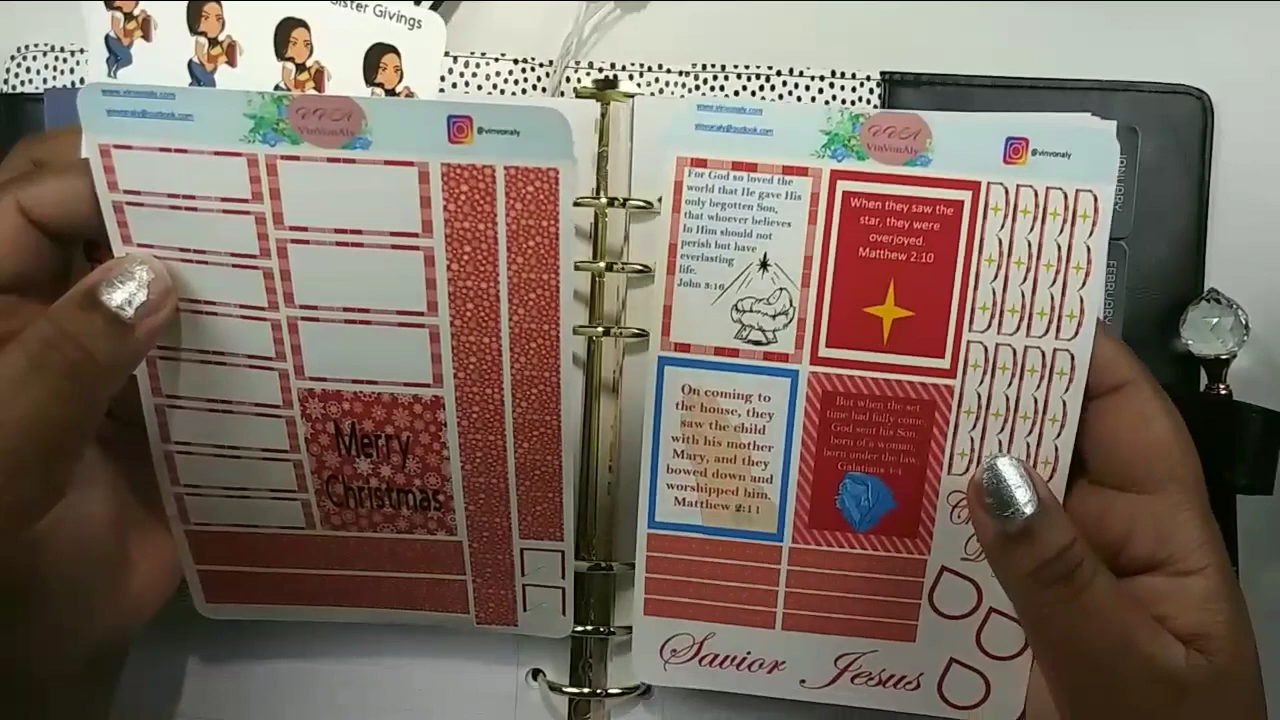 Sister Givings
www.vinvonaly.com
vinvonaly@outlook.com
VVA
VinVonAly
@vinvonaly
Merry
Christmas
www.vinvonaly.com
vinvonaly@outlook.com
VVA
VinVonAly
@vinvonaly
For God so loved the
world that He gave His
only begotten Son,
that whoever believes
In Him should not
perish but have
everlasting
life.
John 3:16
When they saw the
star, they were
overjoyed.
Matthew 2:10
On coming to
the house, they
saw the child
with his mother
Mary, and they
bowed down and
worshipped him.
Matthew 2:11
But when the set
time had fully come,
God sent his Son,
born of a woman,
born under the law.
Galatians 4:4
Savior Jesus
JANUARY
FEBRUARY